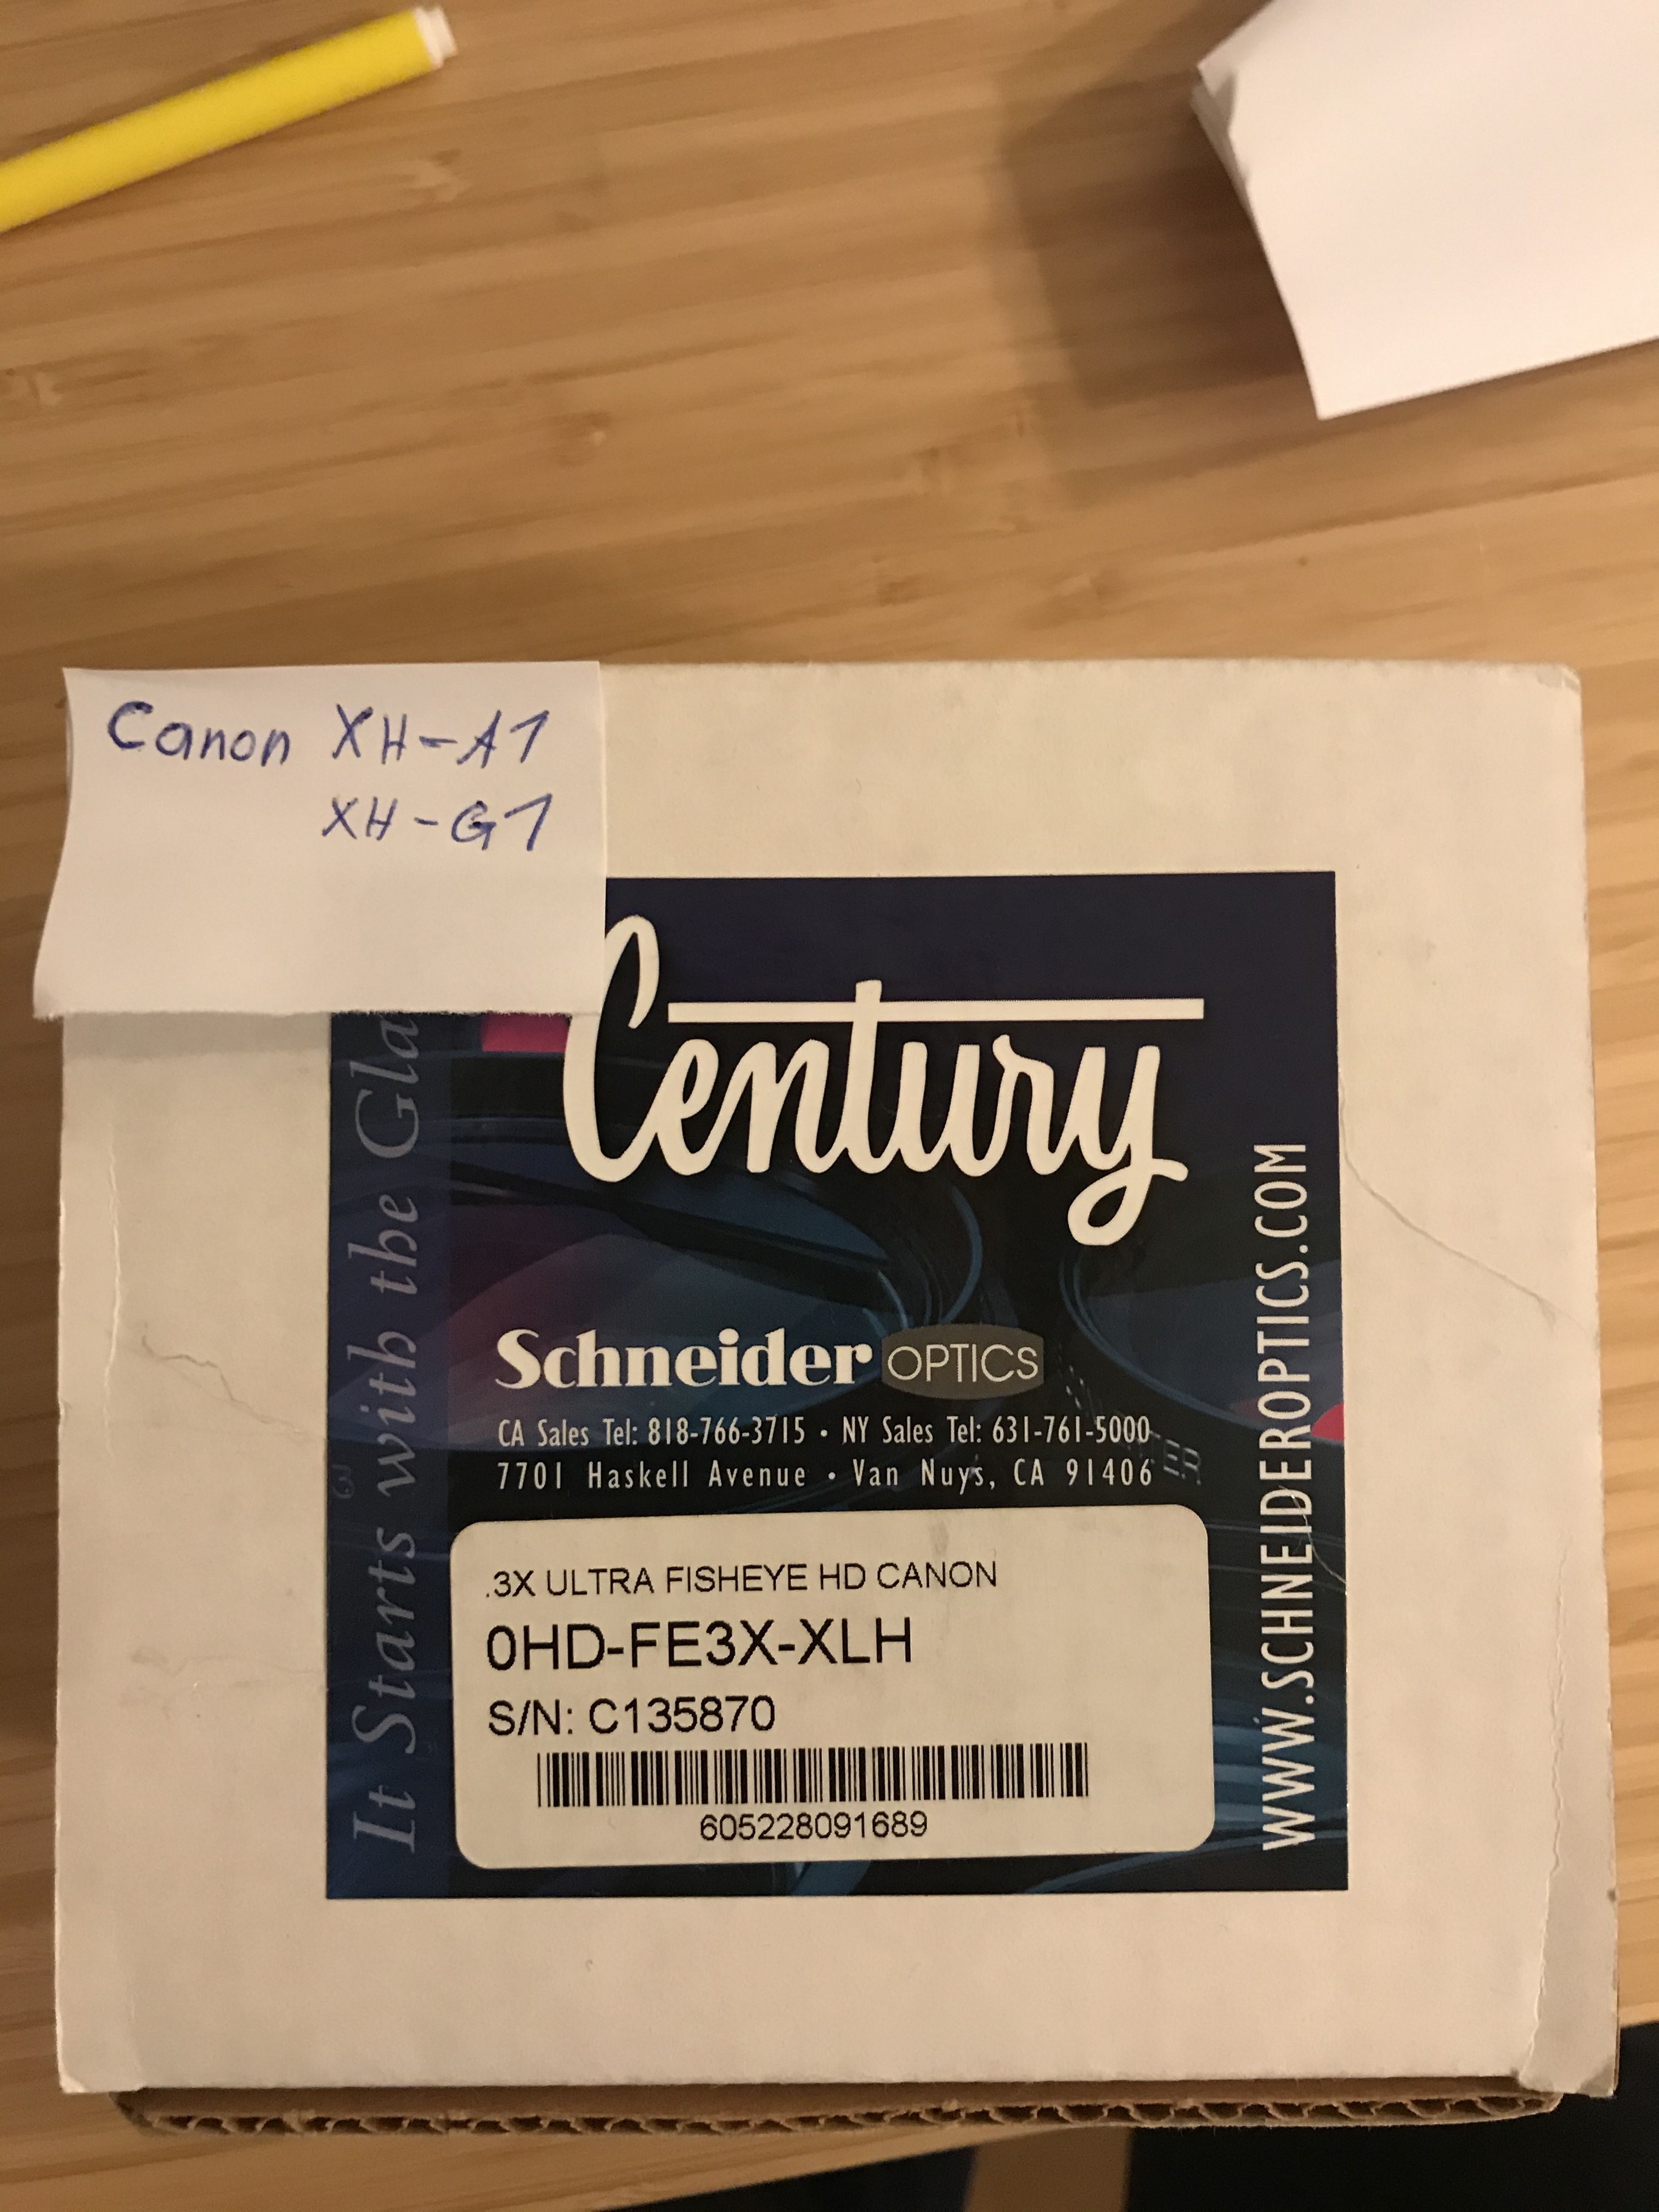 Canon XH-A1
XH-G1
Century
Schneider OPTICS
CA Sales Tel: 818-766-3715 • NY Sales Tel: 631-761-5000
7701 Haskell Avenue • Van Nuys, CA 91406
.3X ULTRA FISHEYE HD CANON
0HD-FE3X-XLH
S/N: C135870
605228091689
It Starts with the Gla
WWW.SCHNEIDEROPTICS.COM